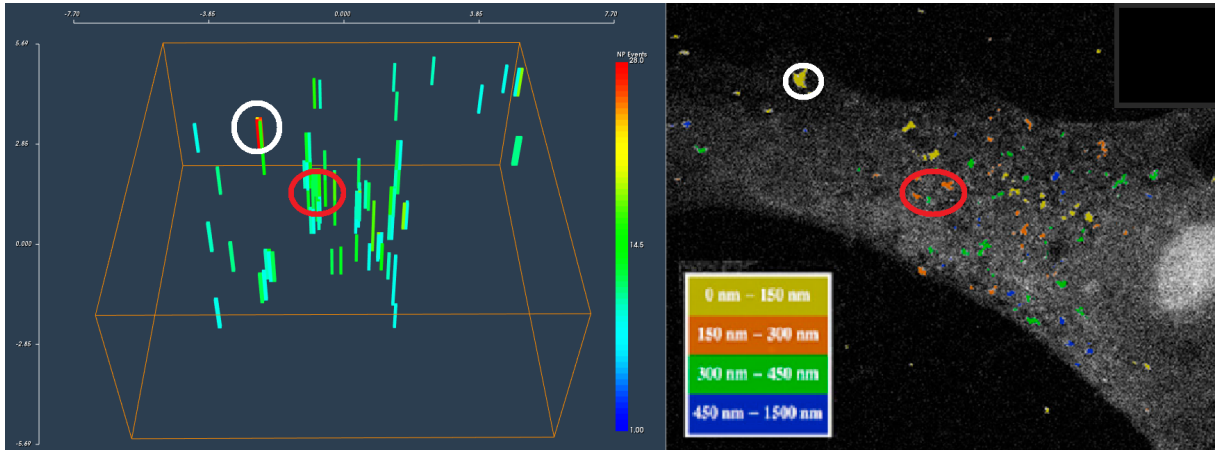 -7.70
-3.85
0.000
3.85
7.70
5.69
2.85
0.000
-2.85
-5.69
NP Events
28.0
14.5
1.00
0 nm – 150 nm
150 nm – 300 nm
300 nm – 450 nm
450 nm – 1500 nm